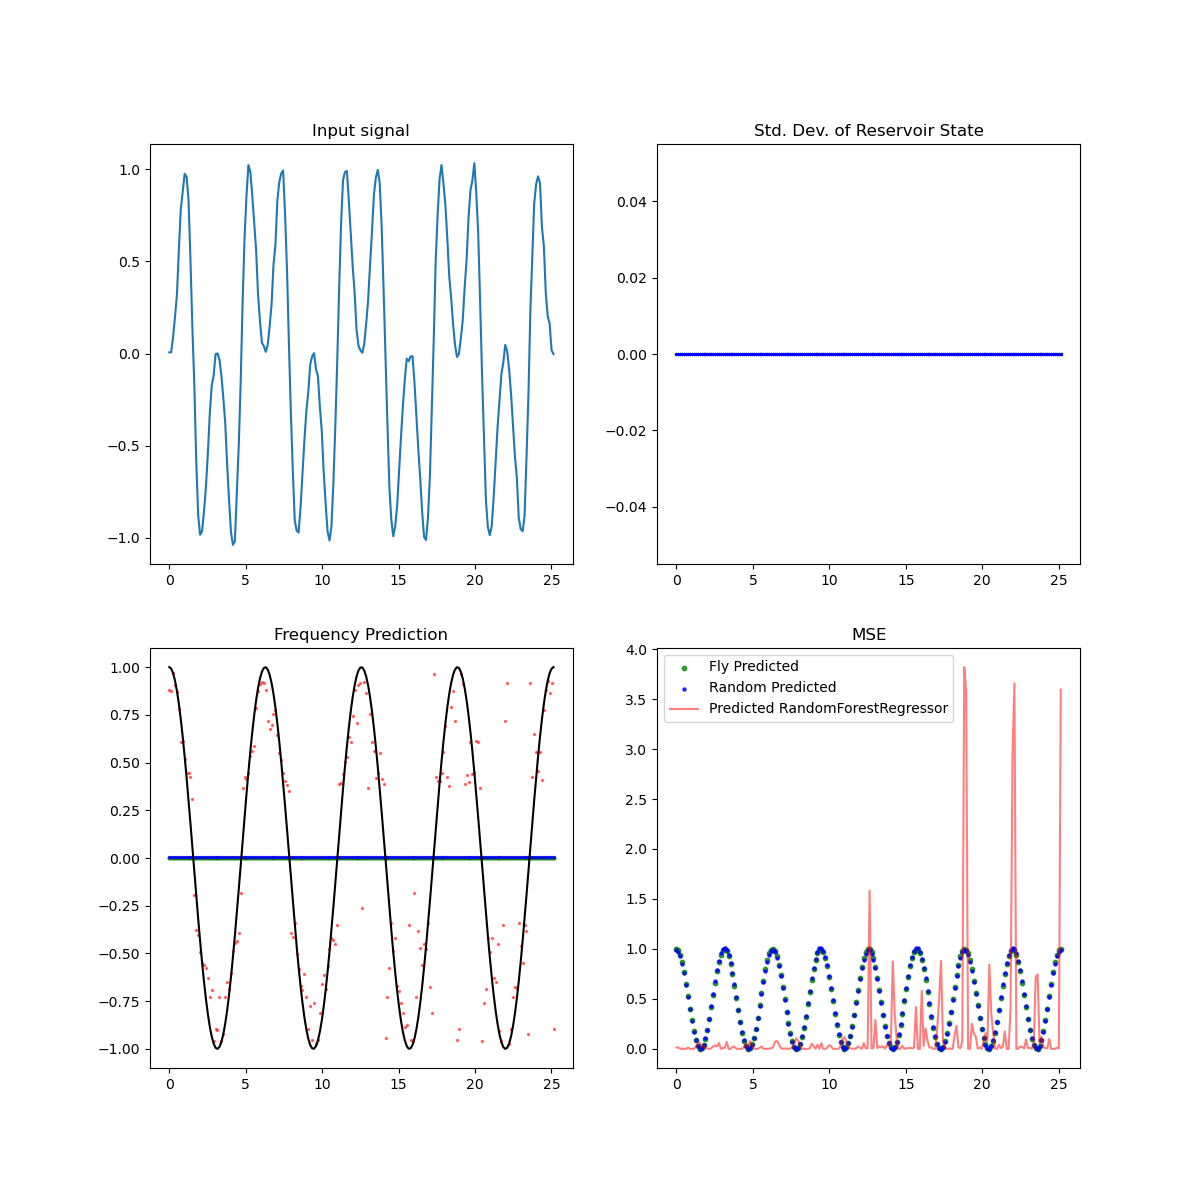 Input signal
1.0
0.5
0.0
−0.5
−1.0
0 5 10 15 20 25
Std. Dev. of Reservoir State
0.04
0.02
0.00
−0.02
−0.04
0 5 10 15 20 25
Frequency Prediction
1.00
0.75
0.50
0.25
0.00
−0.25
−0.50
−0.75
−1.00
0 5 10 15 20 25
MSE
4.0
3.5
3.0
2.5
2.0
1.5
1.0
0.5
0.0
Fly Predicted
Random Predicted
Predicted RandomForestRegressor
0 5 10 15 20 25